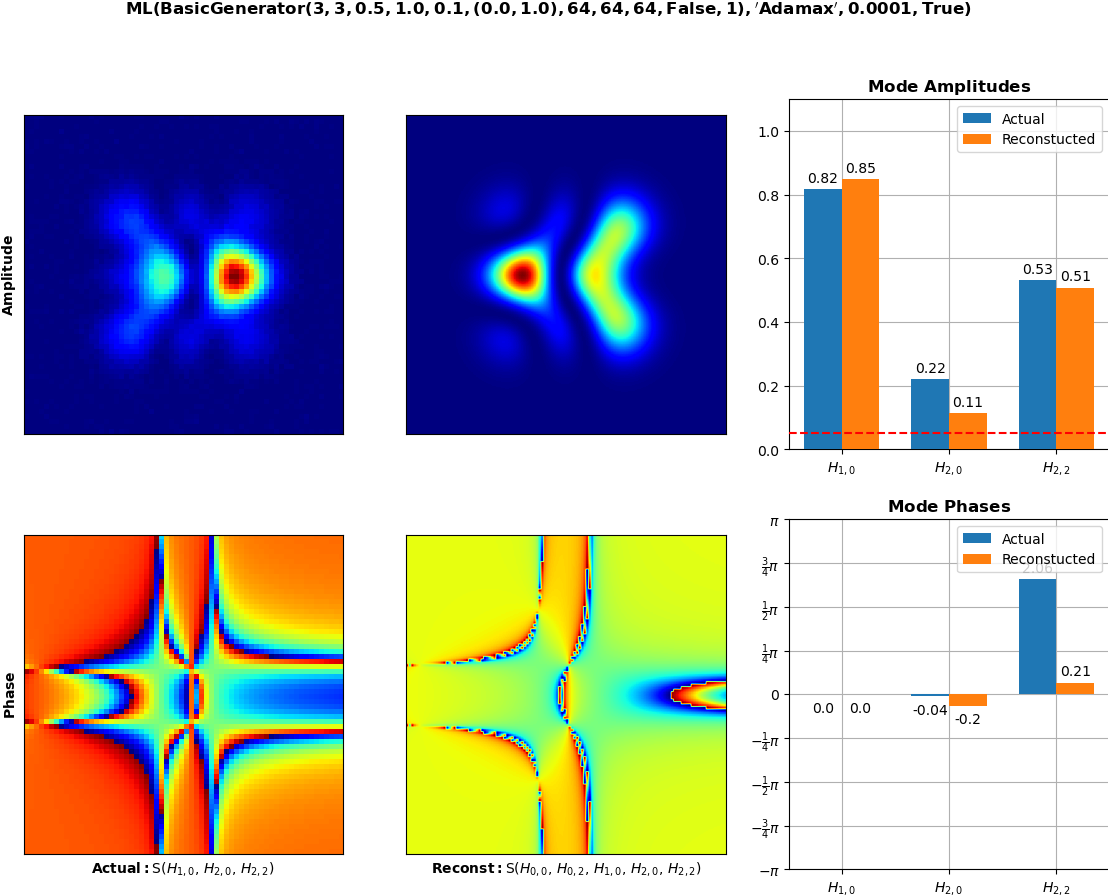 ML(BasicGenerator(3, 3, 0.5, 1.0, 0.1, (0.0, 1.0), 64, 64, 64, False, 1), ′Adamax′, 0.0001, True)
Amplitude
Mode Amplitudes
Actual
Reconstucted
1.0
0.8
0.6
0.4
0.2
0.0
0.82
0.85
0.22
0.11
0.53
0.51
H1,0
H2,0
H2,2
Phase
Actual: S(H1,0, H2,0, H2,2)
Reconst: S(H0,0, H0,2, H1,0, H2,0, H2,2)
Mode Phases
Actual
Reconstucted
π
3/4π
1/2π
1/4π
0
−1/4π
−1/2π
−3/4π
−π
0.0
0.0
-0.04
-0.2
2.06
0.21
H1,0
H2,0
H2,2